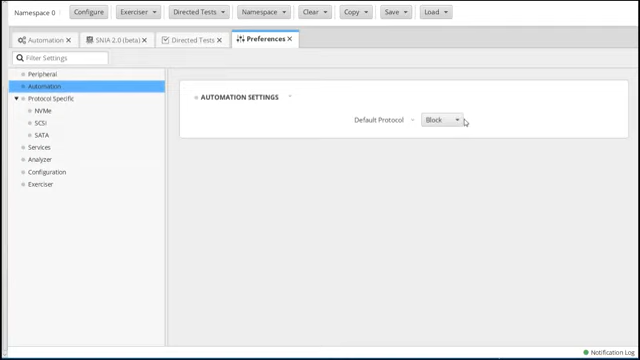 Namespace 0 Configure Exerciser Directed Tests Namespace Clear Copy Save Load
Automation SNIA 2.0 (beta) Directed Tests Preferences
Filter Settings
Peripheral
Automation
Protocol Specific
NVMe
SCSi
SATA
Services
Analyzer
Configuration
Exerciser
AUTOMATION SETTINGS
Default Protocol Block
Notification Log